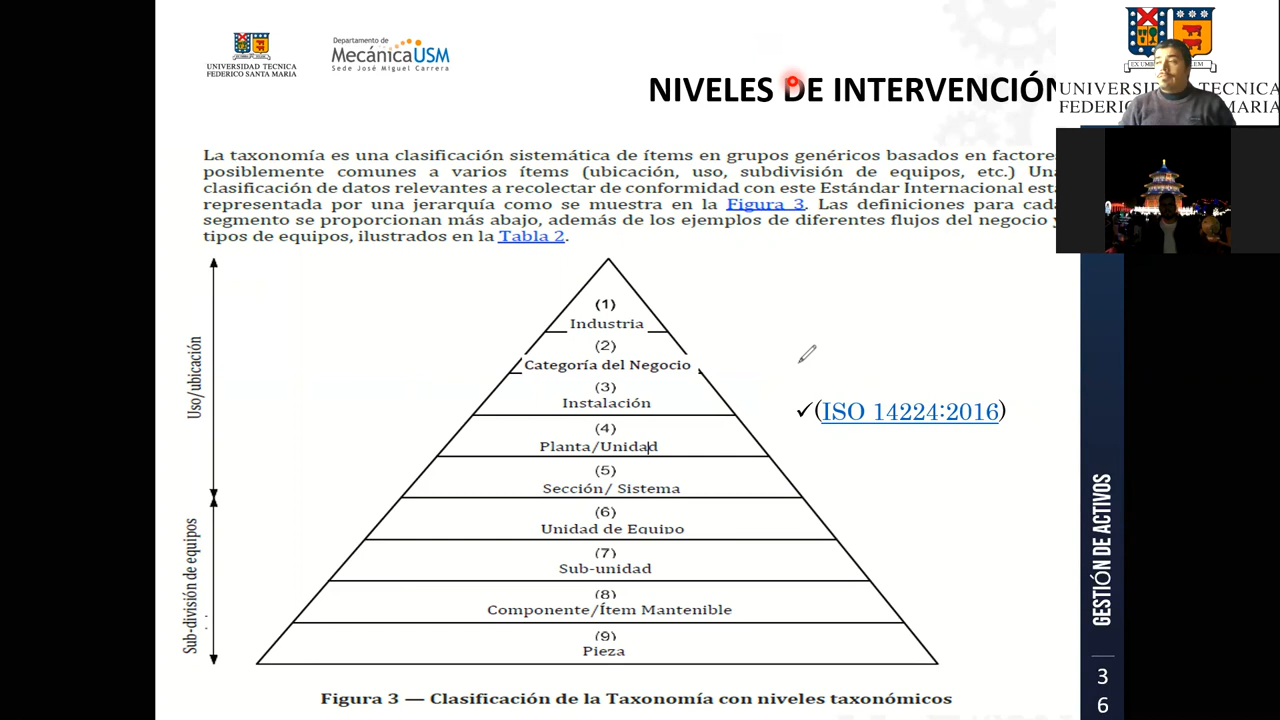 UNIVERSIDAD TECNICA
FEDERICO SANTA MARIA
Departamento de
MecánicaUSM
Sede José Miguel Carrera
NIVELES DE INTERVENCIÓN
UNIVERSIDAD TECNICA
FEDERICO MARIA
La taxonomía es una clasificación sistemática de ítems en grupos genéricos basados en factores
posiblemente comunes a varios ítems (ubicación, uso, subdivisión de equipos, etc.) Una
clasificación de datos relevantes a recolectar de conformidad con este Estándar Internacional esta
representada por una jerarquía como se muestra en la Figura 3. Las definiciones para cada
segmento se proporcionan más abajo, además de los ejemplos de diferentes flujos del negocio y
tipos de equipos, ilustrados en la Tabla 2.
Uso/ubicación
Sub-división de equipos
(1)
Industria
(2)
Categoría del Negocio
(3)
Instalación
(4)
Planta/Unidad
(5)
Sección/ Sistema
(6)
Unidad de Equipo
(7)
Sub-unidad
(8)
Componente/Ítem Mantenible
(9)
Pieza
✓(ISO 14224:2016)
Figura 3 — Clasificación de la Taxonomía con niveles taxonómicos
GESTIÓN DE ACTIVOS
3
6